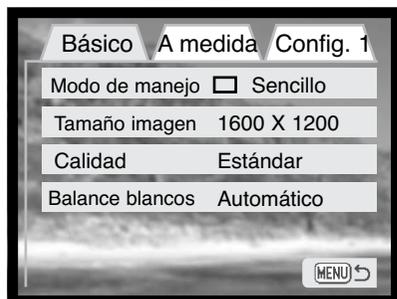 Básico A medida Config. 1
Modo de manejo Sencillo
Tamaño imagen 1600 X 1200
Calidad Estándar
Balance blancos Automático
MENU